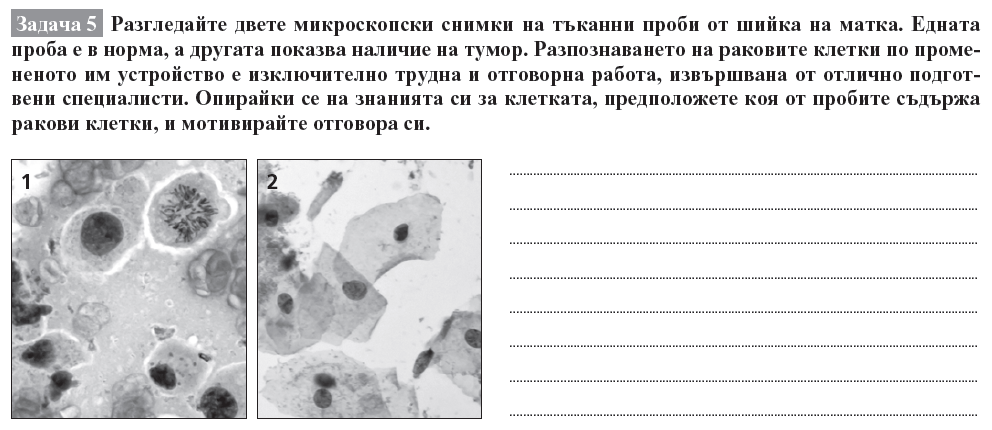 Задача 5 Разгледайте двете микроскопски снимки на тъканни проби от шийка на матка. Едната
проба е в норма, а другата показва наличие на тумор. Разпознаването на раковите клетки по проме-
неното им устройство е изключително трудна и отговорна работа, извършвана от отлично подгот-
вени специалисти. Опирайки се на знанията си за клетката, предположете коя от пробите съдържа
ракови клетки, и мотивирайте отговора си.
1
2